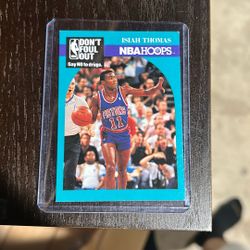 DON'T
FOUL
OUT
Say NO to drugs.
ISIAH THOMAS
NBA HOOPS
PISTONS
11